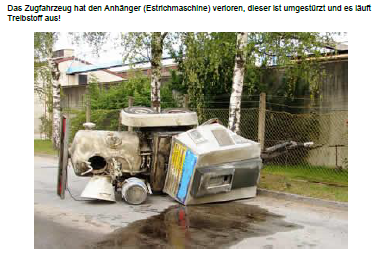 Das Zugfahrzeug hat den Anhänger (Estrichmaschine) verloren, dieser ist umgestürzt und es läuft
Treibstoff aus!